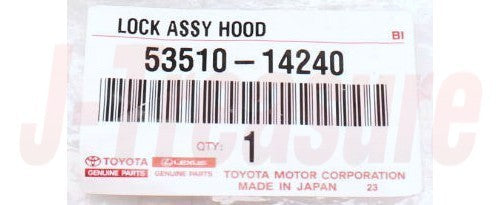 LOCK ASSY HOOD
BI
53510-14240
QTY: 1
TOYOTA LEXUS
GENUINE PARTS GENUINE PARTS
TOYOTA MOTOR CORPORATION
MADE IN JAPAN 23
J-Treasure